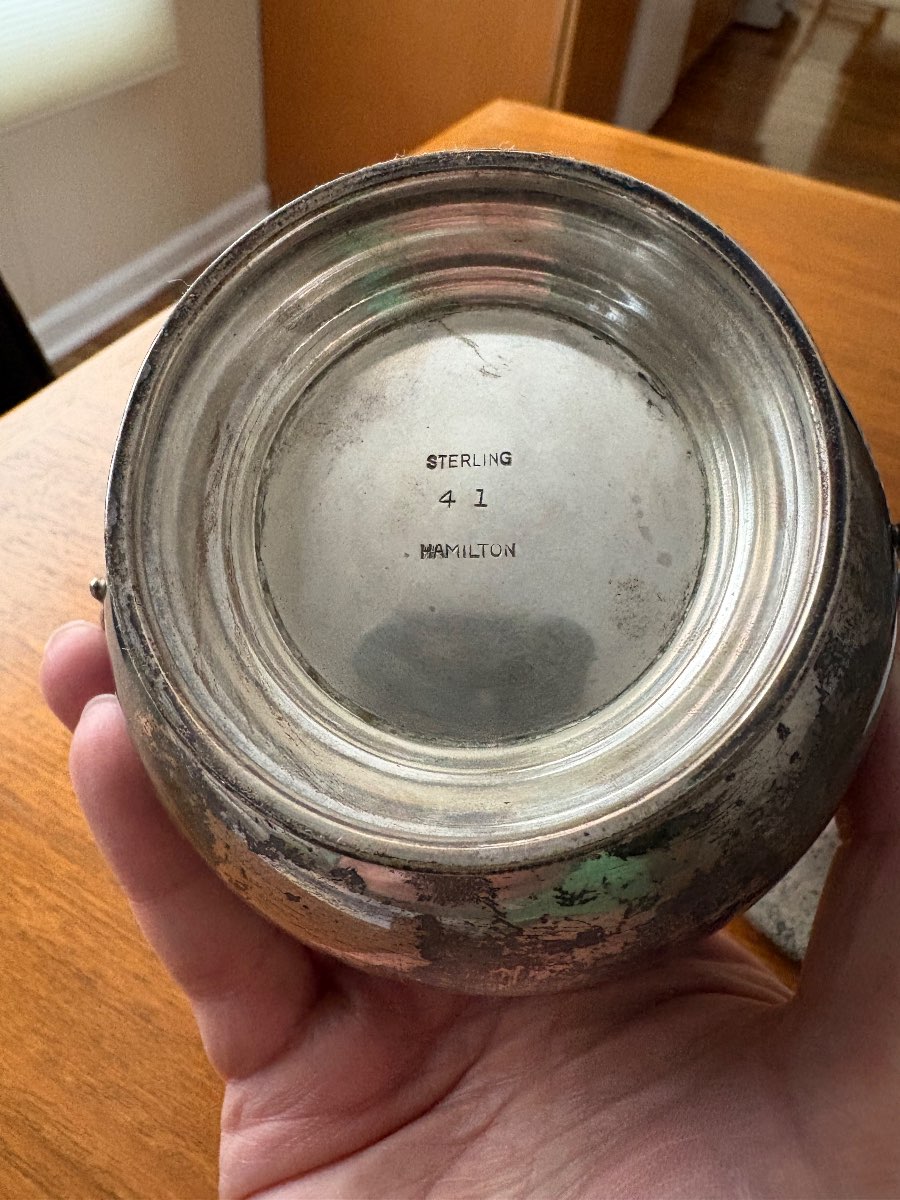 STERLING
4 1
HAMILTON